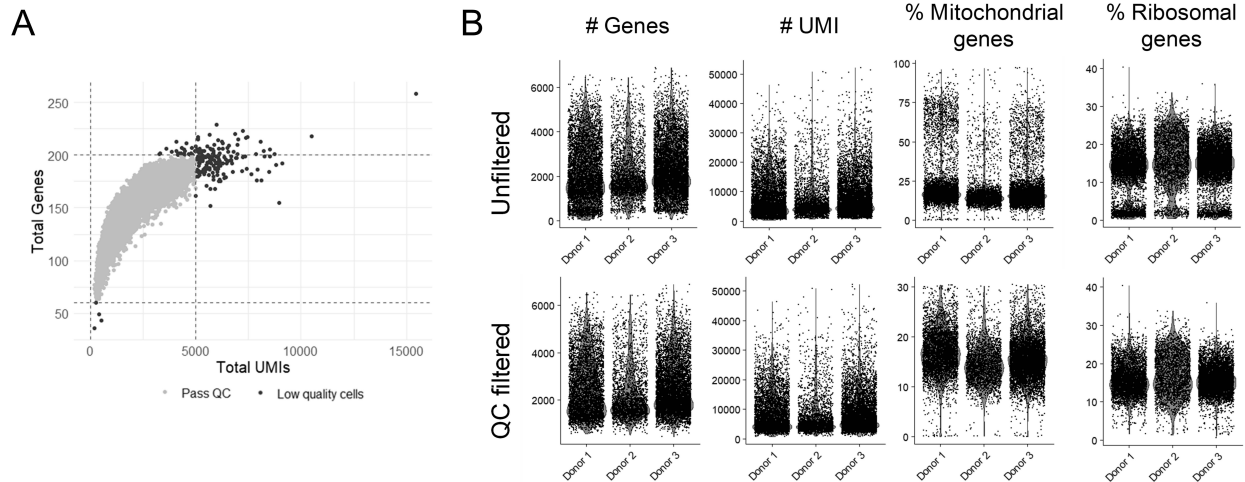 A
Total Genes
250
200
150
100
50
0
5000
10000
15000
Total UMIs
Pass QC
Low quality cells
B
# Genes
# UMI
% Mitochondrial
genes
% Ribosomal
genes
Unfiltered
6000
4000
2000
0
Donor 1
Donor 2
Donor 3
50000
40000
30000
20000
10000
0
Donor 1
Donor 2
Donor 3
100
75
50
25
0
Donor 1
Donor 2
Donor 3
40
30
20
10
0
Donor 1
Donor 2
Donor 3
QC filtered
6000
4000
2000
Donor 1
Donor 2
Donor 3
50000
40000
30000
20000
10000
0
Donor 1
Donor 2
Donor 3
30
20
10
0
Donor 1
Donor 2
Donor 3
40
30
20
10
0
Donor 1
Donor 2
Donor 3